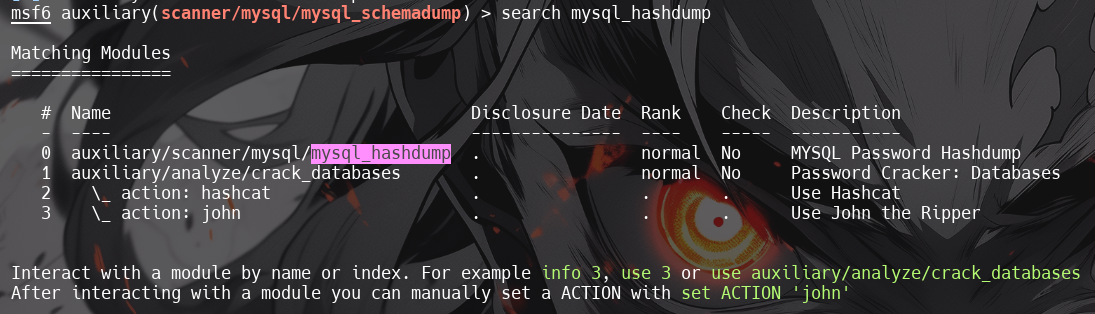 msf6 auxiliary(scanner/mysql/mysql_schemadump) > search mysql_hashdump
Matching Modules
================
#  Name                                     Disclosure Date  Rank    Check  Description
-  ----                                     ---------------  ----    -----  -----------
0  auxiliary/scanner/mysql/mysql_hashdump   .                normal  No     MYSQL Password Hashdump
1  auxiliary/analyze/crack_databases        .                normal  No     Password Cracker: Databases
2    \_ action: hashcat                     .                .       .      Use Hashcat
3    \_ action: john                        .                .       .      Use John the Ripper
Interact with a module by name or index. For example info 3, use 3 or use auxiliary/analyze/crack_databases
After interacting with a module you can manually set a ACTION with set ACTION 'john'